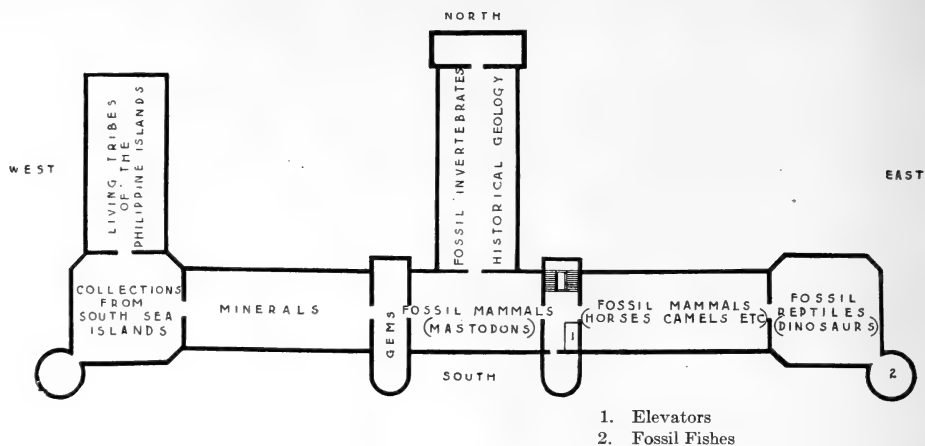 NORTH
WEST
EAST
LIVING TRIBES
OF THE
PHILIPPINE ISLANDS
FOSSIL INVERTEBRATES
HISTORICAL GEOLOGY
COLLECTIONS
FROM
SOUTH SEA
ISLANDS
MINERALS
GEMS
FOSSIL MAMMALS
(MASTODONS)
1
FOSSIL MAMMALS
(HORSES CAMELS ETC)
FOSSIL
REPTILES
(DINOSAURS)
2
SOUTH
1. Elevators
2. Fossil Fishes